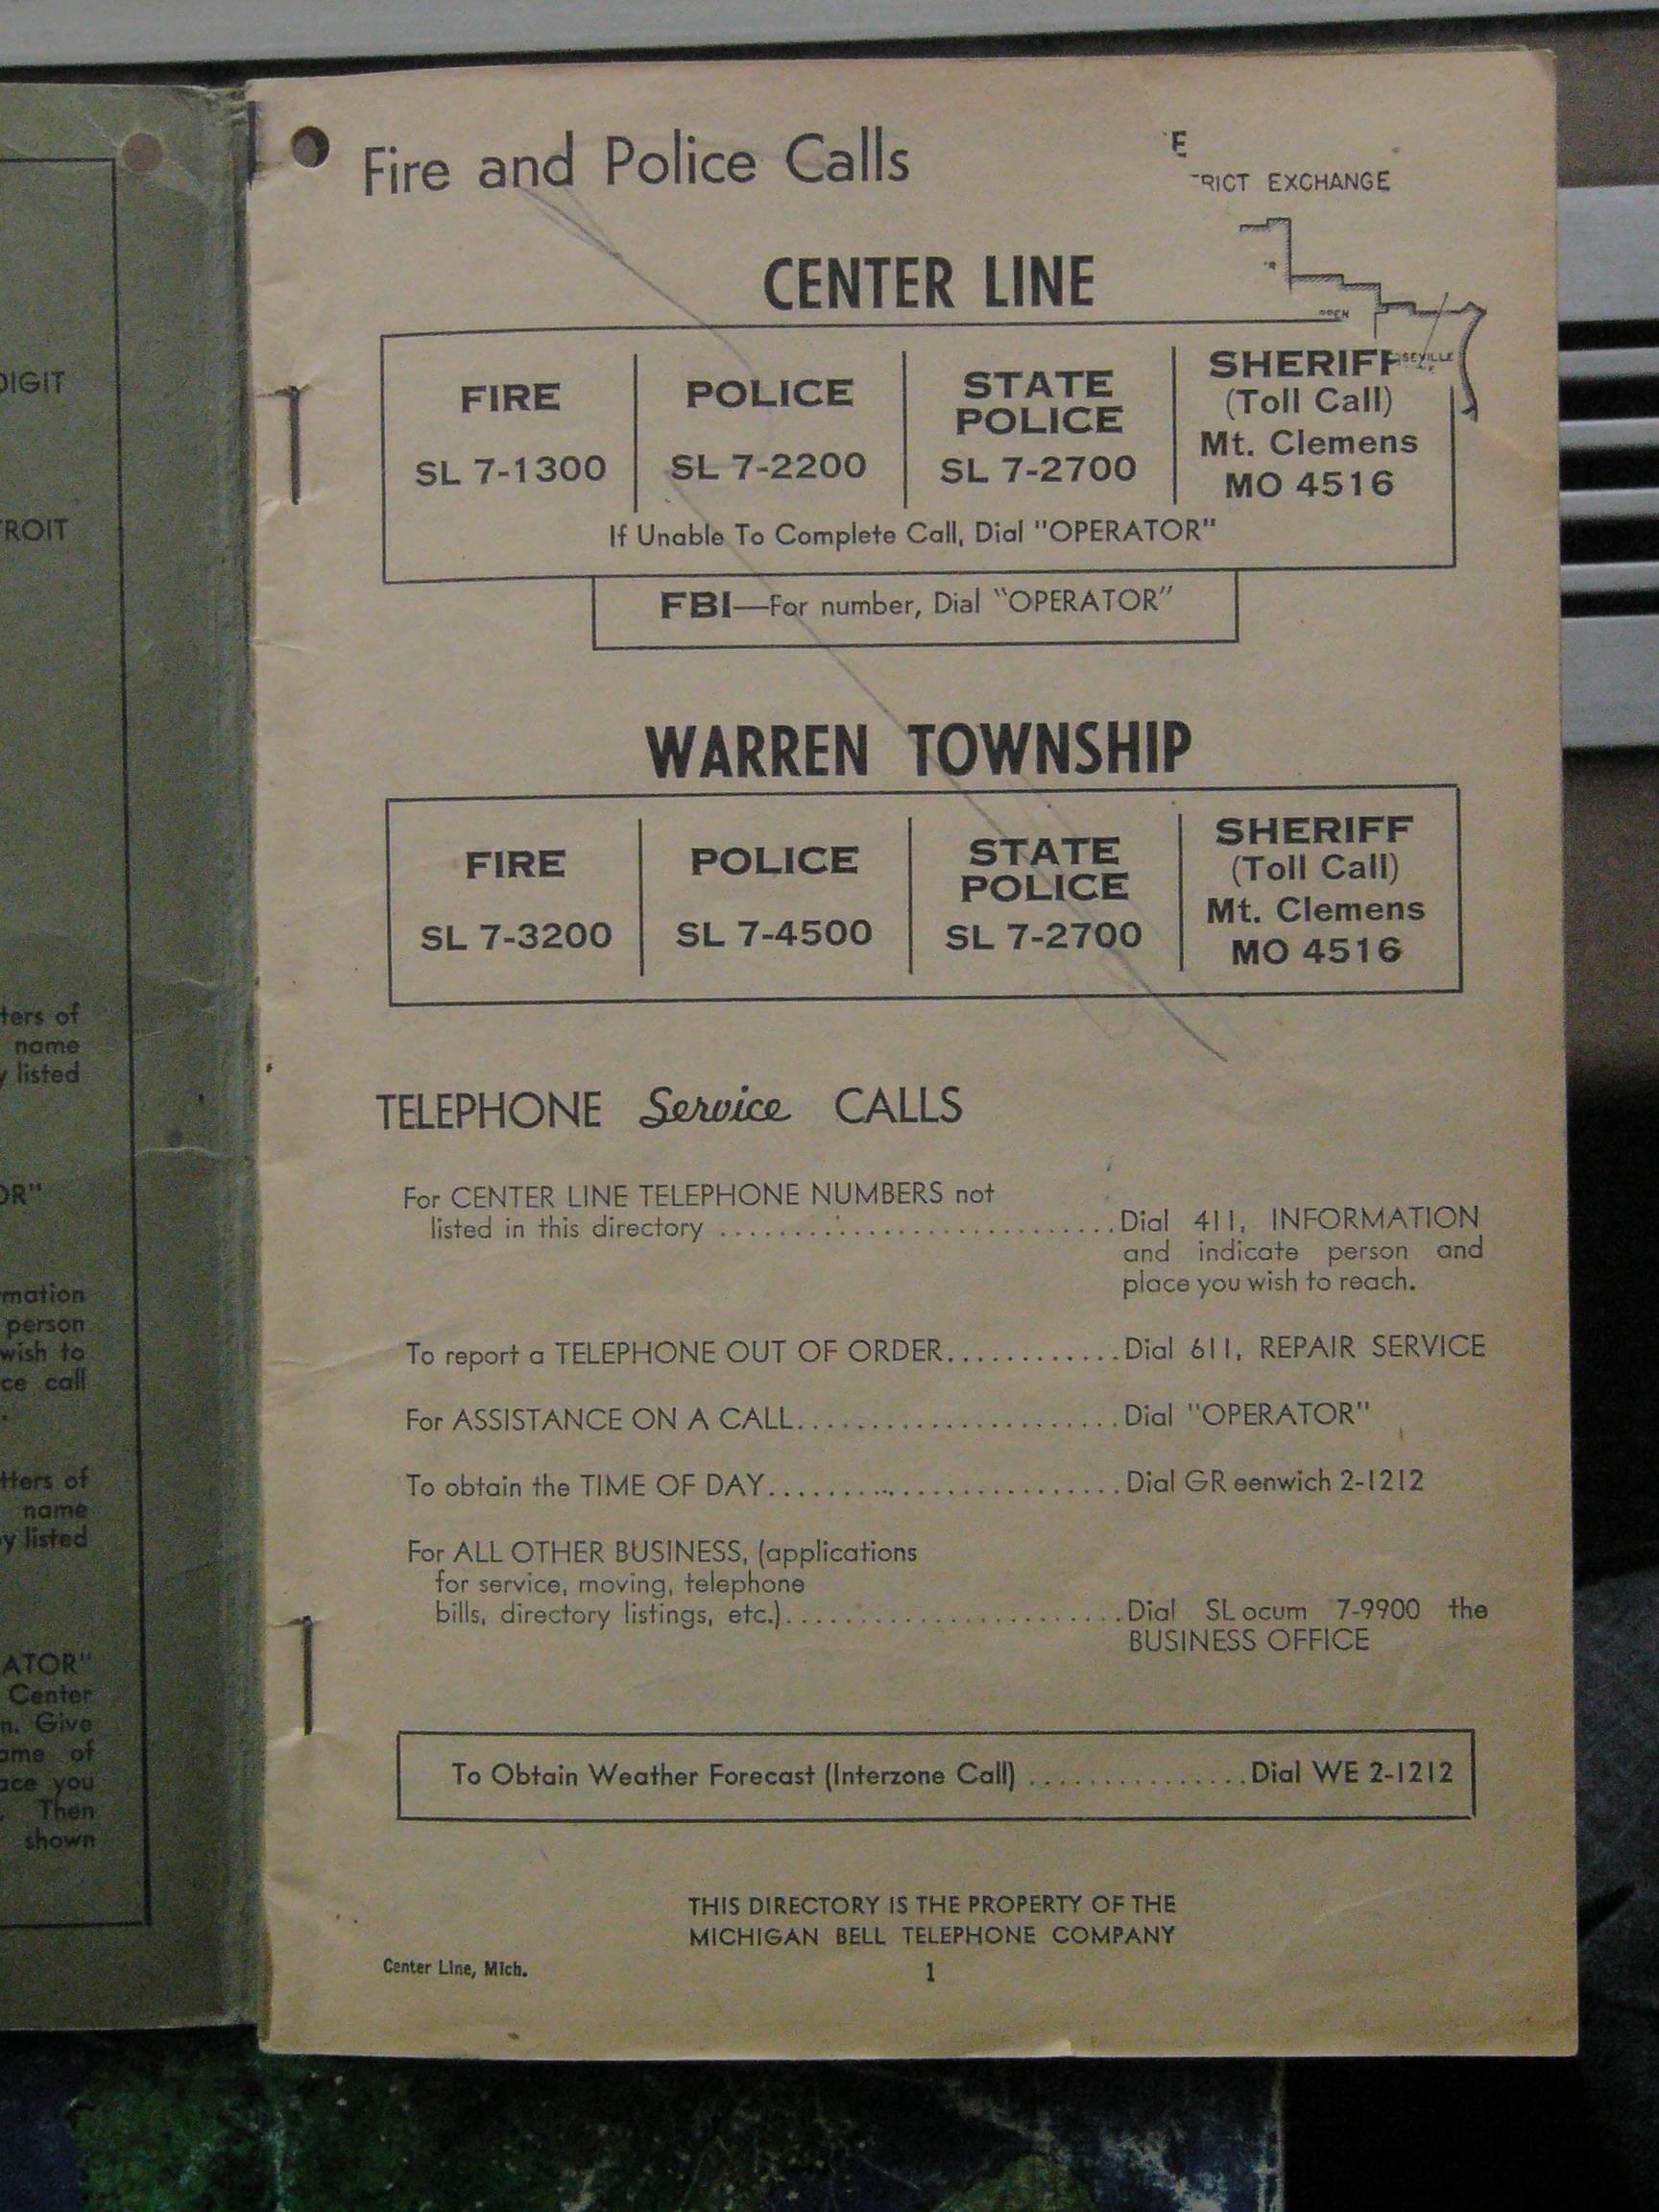 Fire and Police Calls
E
RICT EXCHANGE
CENTER LINE
FIRE
SL 7-1300
POLICE
SL 7-2200
STATE
POLICE
SL 7-2700
SHERIFF
(Toll Call)
Mt. Clemens
MO 4516
SEVILLE
If Unable To Complete Call, Dial "OPERATOR"
FBI—For number, Dial "OPERATOR"
WARREN TOWNSHIP
FIRE
SL 7-3200
POLICE
SL 7-4500
STATE
POLICE
SL 7-2700
SHERIFF
(Toll Call)
Mt. Clemens
MO 4516
TELEPHONE Service CALLS
For CENTER LINE TELEPHONE NUMBERS not
listed in this directory ........................... Dial 411, INFORMATION
and indicate person and
place you wish to reach.
To report a TELEPHONE OUT OF ORDER............ Dial 611, REPAIR SERVICE
For ASSISTANCE ON A CALL...................... Dial "OPERATOR"
To obtain the TIME OF DAY........................ Dial GReenwich 2-1212
For ALL OTHER BUSINESS, (applications
for service, moving, telephone
bills, directory listings, etc.)....................... Dial SLocum 7-9900 the
BUSINESS OFFICE
To Obtain Weather Forecast (Interzone Call) ............... Dial WE 2-1212
THIS DIRECTORY IS THE PROPERTY OF THE
MICHIGAN BELL TELEPHONE COMPANY
Center Line, Mich.
1
DIGIT
ROIT
ters of
name
y listed
OR"
mation
person
wish to
ce call
tters of
name
y listed
ATOR"
Center
n. Give
ame of
ace you
. Then
shown